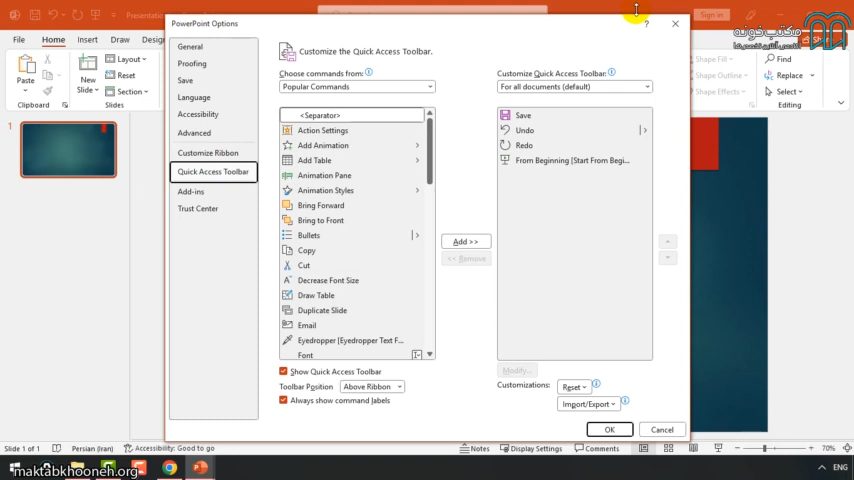 Presentatio
Sign in
مکتب‌خونه
File
Home
Insert
Draw
Desig
Paste
Clipboard
New
Slide
Layout
Reset
Section
Slides
Shape Fill
Shape Outline
Shape Effects
Find
Replace
Select
Editing
1
PowerPoint Options
?
General
Proofing
Save
Language
Accessibility
Advanced
Customize Ribbon
Quick Access Toolbar
Add-ins
Trust Center
Customize the Quick Access Toolbar.
Choose commands from:
Popular Commands
<Separator>
Action Settings
Add Animation
Add Table
Animation Pane
Animation Styles
Bring Forward
Bring to Front
Bullets
Copy
Cut
Decrease Font Size
Draw Table
Duplicate Slide
Email
Eyedropper [Eyedropper Text F...
Font
Show Quick Access Toolbar
Toolbar Position
Above Ribbon
Always show command Labels
Add >>
<< Remove
Customize Quick Access Toolbar:
For all documents (default)
Save
Undo
Redo
From Beginning [Start From Begi...
Modify...
Customizations:
Reset
Import/Export
OK
Cancel
Slide 1 of 1
Persian (Iran)
Accessibility: Good to go
Notes
Display Settings
Comments
70%
maktabkhooneh.org
ENG